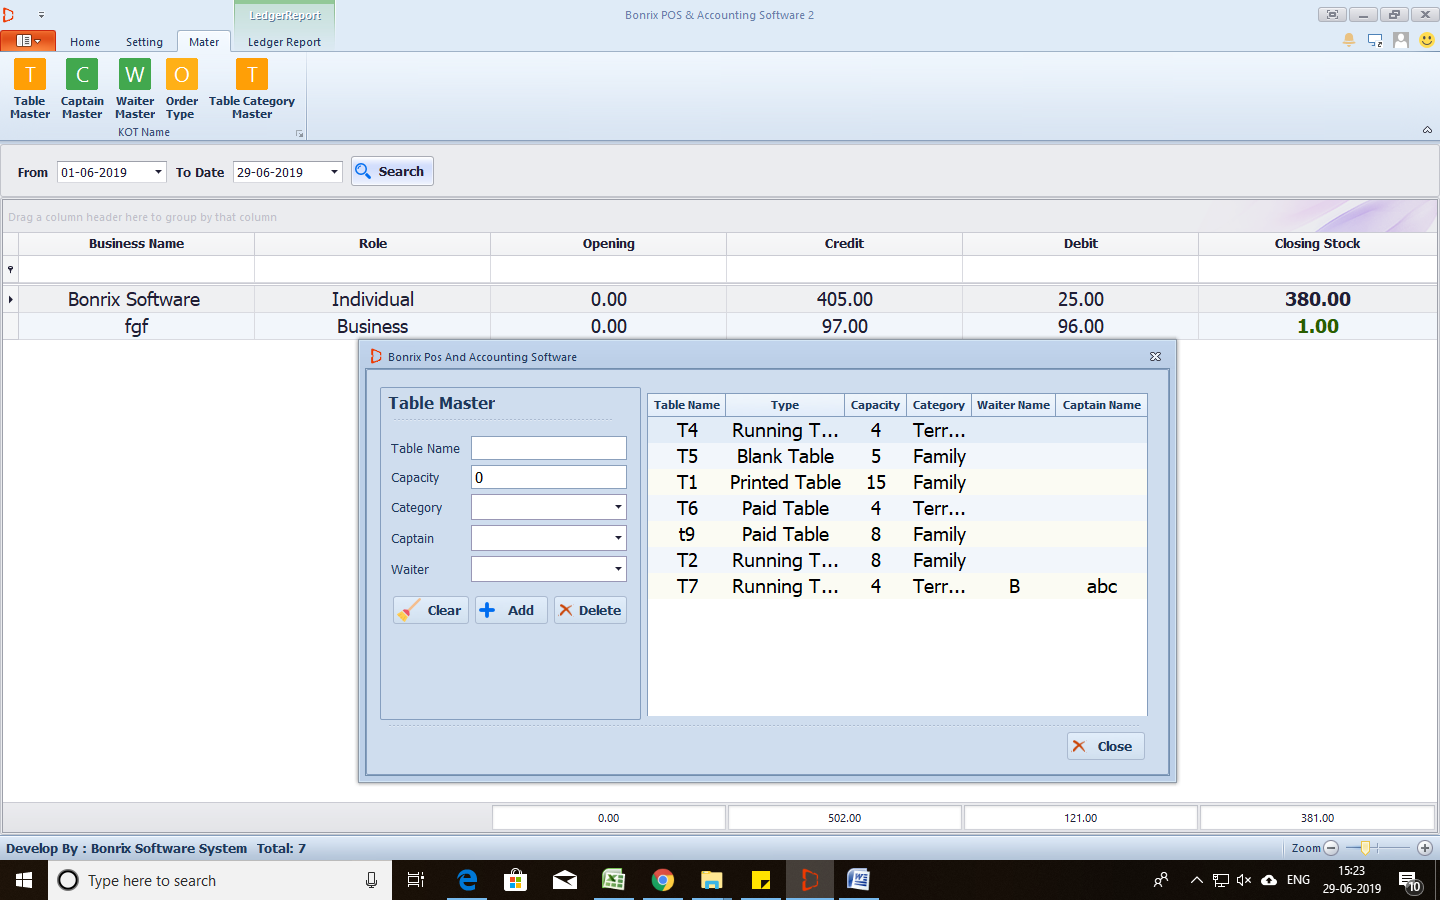 LedgerReport
Bonrix POS & Accounting Software 2
Home Setting Mater Ledger Report
T C W O T
Table Master Captain Master Waiter Master Order Type Table Category Master
KOT Name
From 01-06-2019 To Date 29-06-2019 Search
Drag a column header here to group by that column
Business Name Role Opening Credit Debit Closing Stock
Bonrix Software Individual 0.00 405.00 25.00 380.00
fgf Business 0.00 97.00 96.00 1.00
Bonrix Pos And Accounting Software
Table Master
Table Name
Capacity 0
Category
Captain
Waiter
Clear Add Delete
Table Name Type Capacity Category Waiter Name Captain Name
T4 Running T... 4 Terr...
T5 Blank Table 5 Family
T1 Printed Table 15 Family
T6 Paid Table 4 Terr...
t9 Paid Table 8 Family
T2 Running T... 8 Family
T7 Running T... 4 Terr... B abc
Close
0.00 502.00 121.00 381.00
Develop By : Bonrix Software System Total: 7
Zoom
Type here to search
ENG
15:23
29-06-2019
10